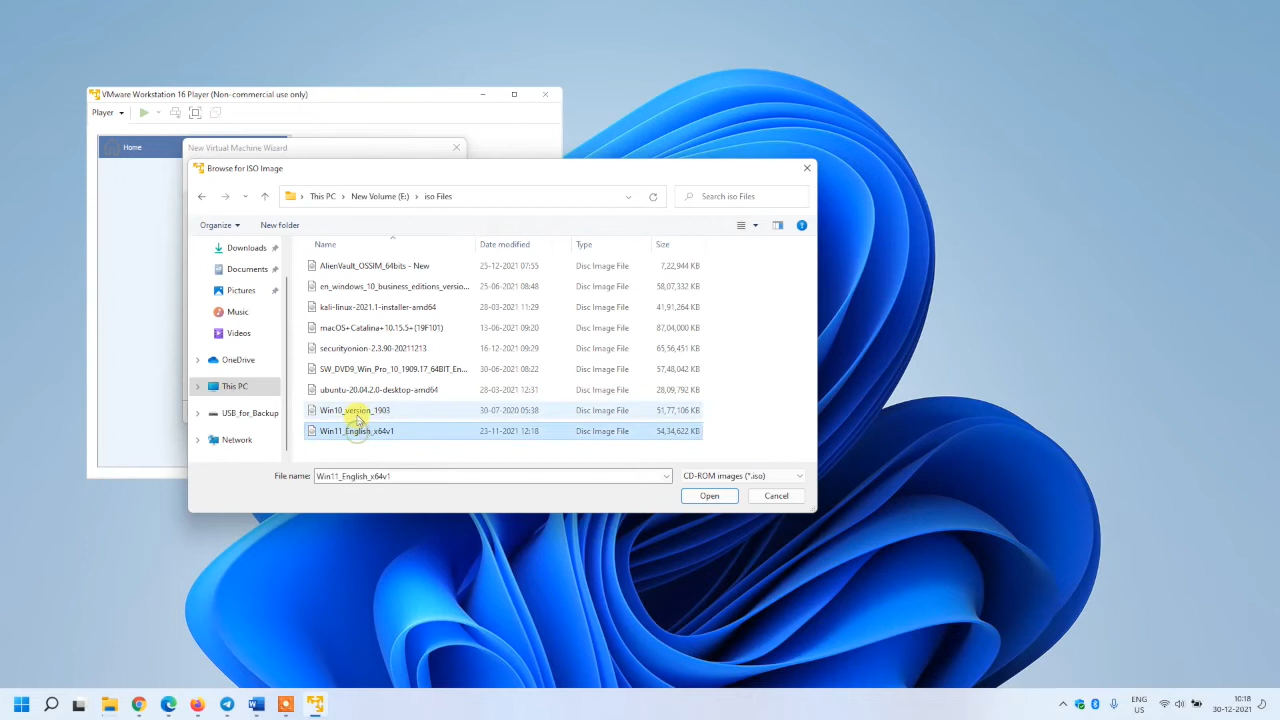 VMware Workstation 16 Player (Non-commercial use only)
Player
Home
New Virtual Machine Wizard
Browse for ISO Image
This PC New Volume (E:) iso Files
Search iso Files
Organize New folder
Name Date modified Type Size
Downloads
Documents
Pictures
Music
Videos
OneDrive
This PC
USB_for_Backup
Network
AlienVault_OSSIM_64bits - New 25-12-2021 07:55 Disc Image File 7,22,944 KB
en_windows_10_business_editions_versio... 25-06-2021 08:48 Disc Image File 58,07,332 KB
kali-linux-2021.1-installer-amd64 28-03-2021 11:29 Disc Image File 41,91,264 KB
macOS+Catalina+10.15.5+(19F101) 13-06-2021 09:20 Disc Image File 87,04,000 KB
securityonion-2.3.90-20211213 16-12-2021 09:29 Disc Image File 65,56,451 KB
SW_DVD9_Win_Pro_10_1909.17_64BIT_En... 30-06-2021 08:22 Disc Image File 57,48,042 KB
ubuntu-20.04.2.0-desktop-amd64 28-03-2021 12:31 Disc Image File 28,09,792 KB
Win10_version_1903 30-07-2020 05:38 Disc Image File 51,77,106 KB
Win11_English_x64v1 23-11-2021 12:18 Disc Image File 54,34,622 KB
File name: Win11_English_x64v1 CD-ROM images (*.iso)
Open Cancel
ENG
US
10:18
30-12-2021